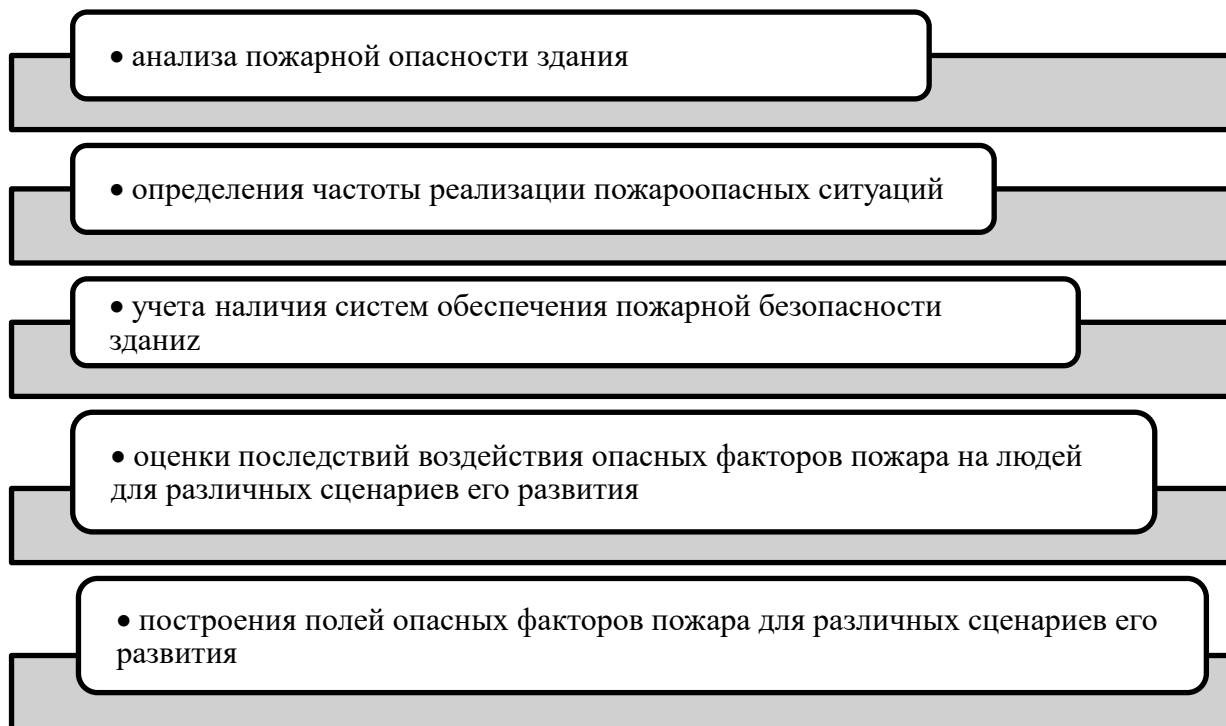 • анализа пожарной опасности здания
• определения частоты реализации пожароопасных ситуаций
• учета наличия систем обеспечения пожарной безопасности
зданиz
• оценки последствий воздействия опасных факторов пожара на людей
для различных сценариев его развития
• построения полей опасных факторов пожара для различных сценариев его
развития